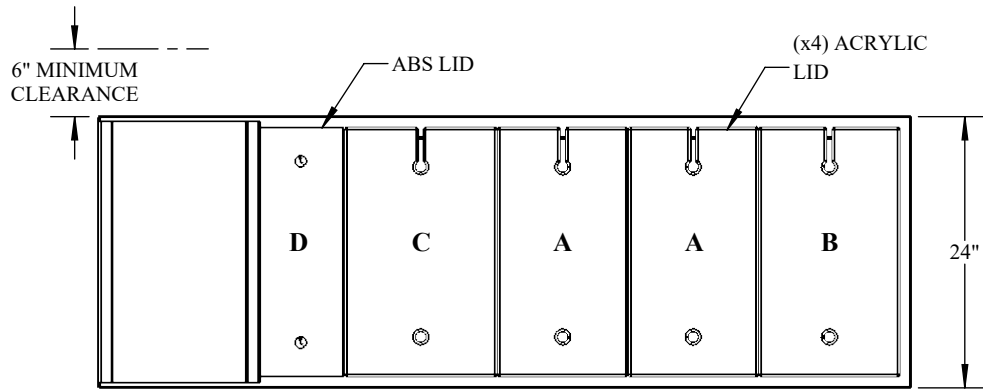 6" MINIMUM
CLEARANCE
ABS LID
(x4) ACRYLIC
LID
D
C
A
A
B
24"